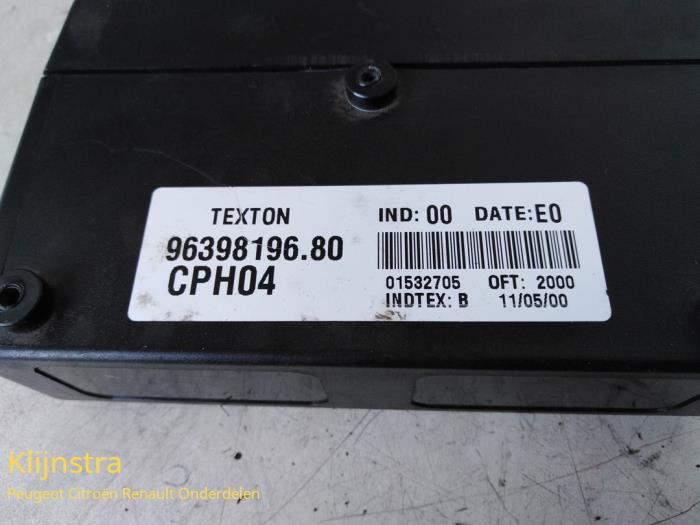 TEXTON IND: 00 DATE: E0
96398196.80
CPH04
01532705 OFT: 2000
INDTEX: B 11/05/00
Klijnstra
Peugeot Citroën Renault Onderdelen